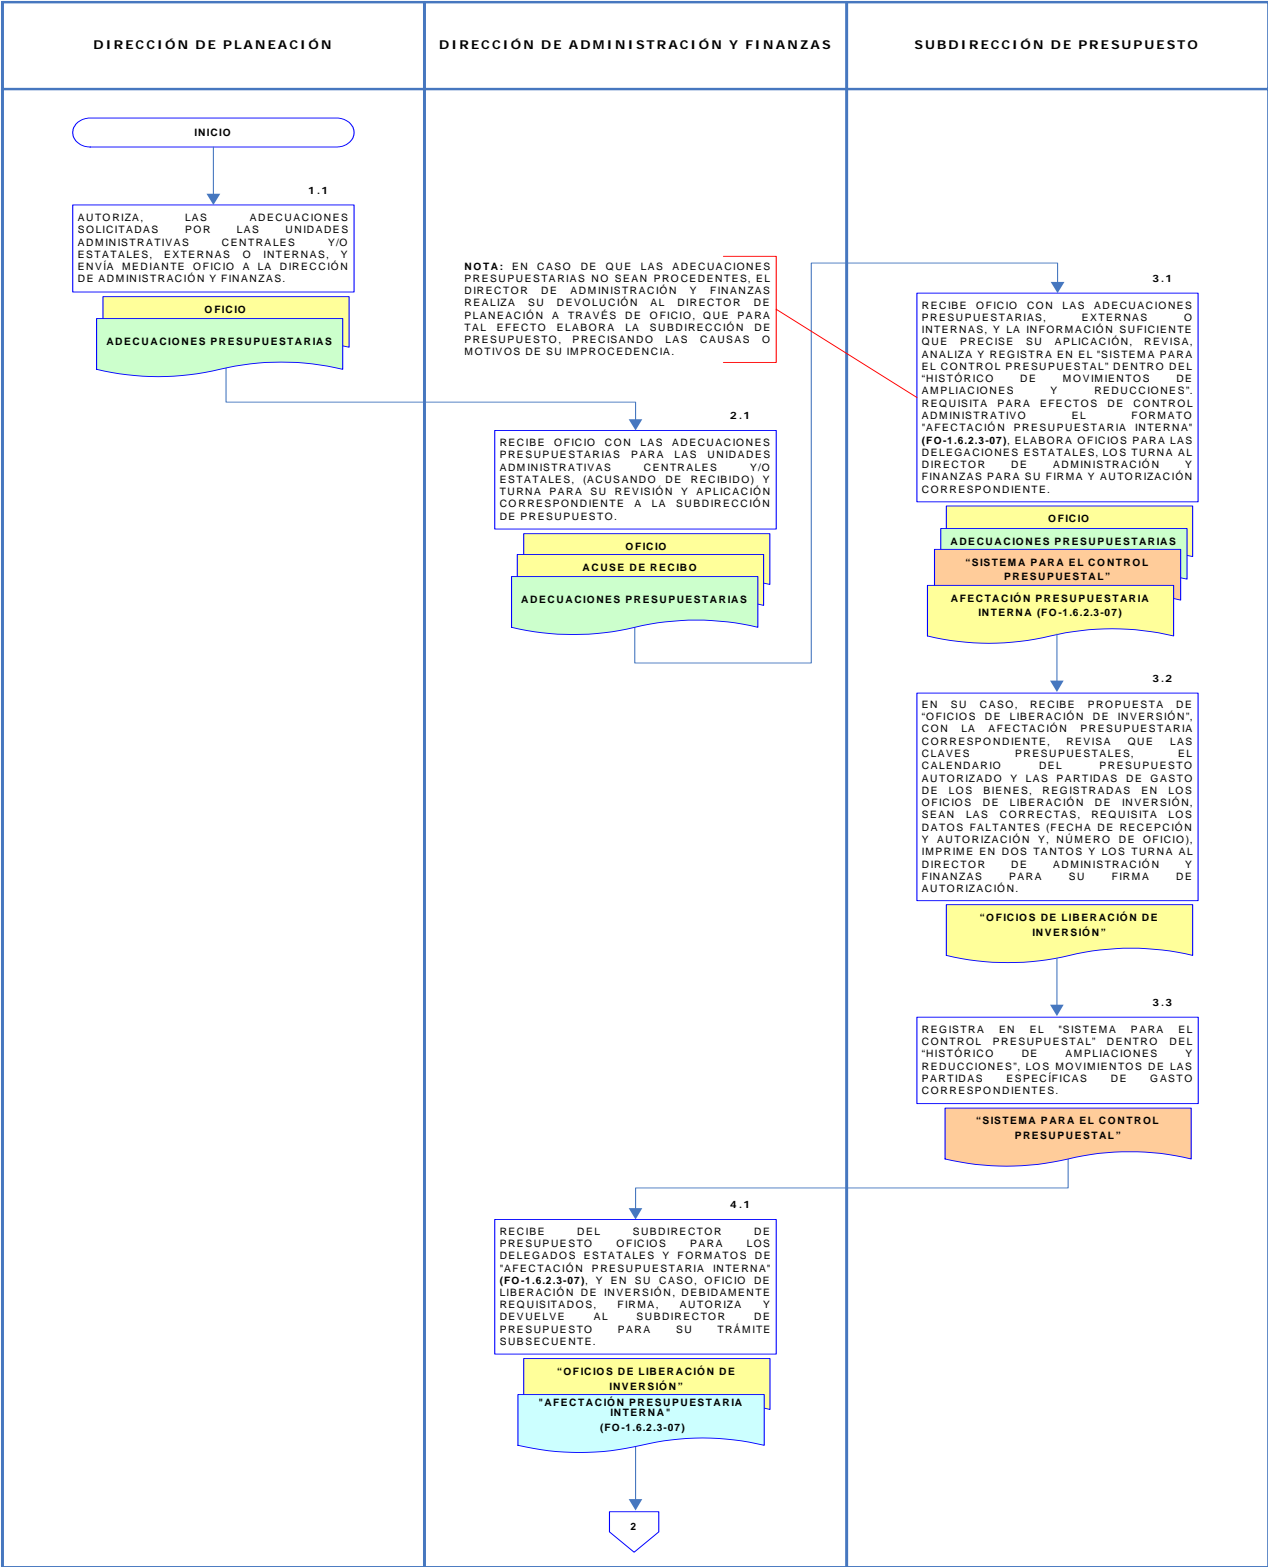 DIRECCIÓN DE PLANEACIÓN
DIRECCIÓN DE ADMINISTRACIÓN Y FINANZAS
SUBDIRECCIÓN DE PRESUPUESTO
INICIO
1.1
AUTORIZA, LAS ADECUACIONES
SOLICITADAS POR LAS UNIDADES
ADMINISTRATIVAS CENTRALES Y/O
ESTATALES, EXTERNAS O INTERNAS, Y
ENVÍA MEDIANTE OFICIO A LA DIRECCIÓN
DE ADMINISTRACIÓN Y FINANZAS.
OFICIO
ADECUACIONES PRESUPUESTARIAS
NOTA: EN CASO DE QUE LAS ADECUACIONES
PRESUPUESTARIAS NO SEAN PROCEDENTES, EL
DIRECTOR DE ADMINISTRACIÓN Y FINANZAS
REALIZA SU DEVOLUCIÓN AL DIRECTOR DE
PLANEACIÓN A TRAVÉS DE OFICIO, QUE PARA
TAL EFECTO ELABORA LA SUBDIRECCIÓN DE
PRESUPUESTO, PRECISANDO LAS CAUSAS O
MOTIVOS DE SU IMPROCEDENCIA.
2.1
RECIBE OFICIO CON LAS ADECUACIONES
PRESUPUESTARIAS PARA LAS UNIDADES
ADMINISTRATIVAS CENTRALES Y/O
ESTATALES, (ACUSANDO DE RECIBIDO) Y
TURNA PARA SU REVISIÓN Y APLICACIÓN
CORRESPONDIENTE A LA SUBDIRECCIÓN
DE PRESUPUESTO.
OFICIO
ACUSE DE RECIBO
ADECUACIONES PRESUPUESTARIAS
3.1
RECIBE OFICIO CON LAS ADECUACIONES
PRESUPUESTARIAS, EXTERNAS O
INTERNAS, Y LA INFORMACIÓN SUFICIENTE
QUE PRECISE SU APLICACIÓN, REVISA,
ANALIZA Y REGISTRA EN EL "SISTEMA PARA
EL CONTROL PRESUPUESTAL" DENTRO DEL
“HISTÓRICO DE MOVIMIENTOS DE
AMPLIACIONES Y REDUCCIONES”.
REQUISITA PARA EFECTOS DE CONTROL
ADMINISTRATIVO EL FORMATO
"AFECTACIÓN PRESUPUESTARIA INTERNA"
(FO-1.6.2.3-07), ELABORA OFICIOS PARA LAS
DELEGACIONES ESTATALES, LOS TURNA AL
DIRECTOR DE ADMINISTRACIÓN Y
FINANZAS PARA SU FIRMA Y AUTORIZACIÓN
CORRESPONDIENTE.
OFICIO
ADECUACIONES PRESUPUESTARIAS
“SISTEMA PARA EL CONTROL
PRESUPUESTAL”
AFECTACIÓN PRESUPUESTARIA
INTERNA (FO-1.6.2.3-07)
3.2
EN SU CASO, RECIBE PROPUESTA DE
“OFICIOS DE LIBERACIÓN DE INVERSIÓN”,
CON LA AFECTACIÓN PRESUPUESTARIA
CORRESPONDIENTE, REVISA QUE LAS
CLAVES PRESUPUESTALES, EL
CALENDARIO DEL PRESUPUESTO
AUTORIZADO Y LAS PARTIDAS DE GASTO
DE LOS BIENES, REGISTRADAS EN LOS
OFICIOS DE LIBERACIÓN DE INVERSIÓN,
SEAN LAS CORRECTAS, REQUISITA LOS
DATOS FALTANTES (FECHA DE RECEPCIÓN
Y AUTORIZACIÓN Y, NÚMERO DE OFICIO),
IMPRIME EN DOS TANTOS Y LOS TURNA AL
DIRECTOR DE ADMINISTRACIÓN Y
FINANZAS PARA SU FIRMA DE
AUTORIZACIÓN.
“OFICIOS DE LIBERACIÓN DE
INVERSIÓN”
3.3
REGISTRA EN EL "SISTEMA PARA EL
CONTROL PRESUPUESTAL" DENTRO DEL
“HISTÓRICO DE AMPLIACIONES Y
REDUCCIONES”, LOS MOVIMIENTOS DE LAS
PARTIDAS ESPECÍFICAS DE GASTO
CORRESPONDIENTES.
“SISTEMA PARA EL CONTROL
PRESUPUESTAL”
4.1
RECIBE DEL SUBDIRECTOR DE
PRESUPUESTO OFICIOS PARA LOS
DELEGADOS ESTATALES Y FORMATOS DE
"AFECTACIÓN PRESUPUESTARIA INTERNA"
(FO-1.6.2.3-07), Y EN SU CASO, OFICIO DE
LIBERACIÓN DE INVERSIÓN, DEBIDAMENTE
REQUISITADOS, FIRMA, AUTORIZA Y
DEVUELVE AL SUBDIRECTOR DE
PRESUPUESTO PARA SU TRÁMITE
SUBSECUENTE.
“OFICIOS DE LIBERACIÓN DE
INVERSIÓN”
"AFECTACIÓN PRESUPUESTARIA
INTERNA"
(FO-1.6.2.3-07)
2